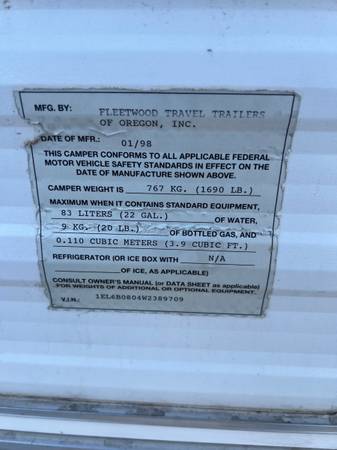 MFG. BY: FLEETWOOD TRAVEL TRAILERS
OF OREGON, INC.
DATE OF MFR.: 01/98
THIS CAMPER CONFORMS TO ALL APPLICABLE FEDERAL
MOTOR VEHICLE SAFETY STANDARDS IN EFFECT ON THE
DATE OF MANUFACTURE SHOWN ABOVE.
CAMPER WEIGHT IS 767 KG. (1690 LB.)
MAXIMUM WHEN IT CONTAINS STANDARD EQUIPMENT,
83 LITERS (22 GAL.) OF WATER,
9 KG. (20 LB.) OF BOTTLED GAS, AND
0.110 CUBIC METERS (3.9 CUBIC FT.)
REFRIGERATOR (OR ICE BOX WITH N/A
OF ICE, AS APPLICABLE)
CONSULT OWNER'S MANUAL (or DATA SHEET as applicable)
FOR WEIGHTS OF ADDITIONAL OR OPTIONAL EQUIPMENT.
V.I.N.: 1EL6B0804W2389709